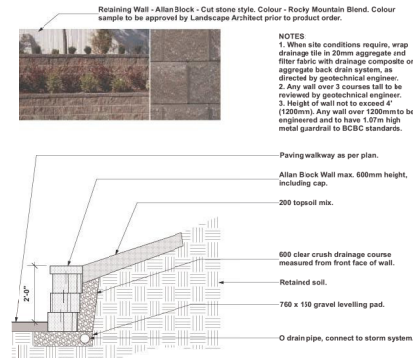 Retaining Wall - Allan Block - Cut stone style. Colour - Rocky Mountain Blend. Colour
sample to be approved by Landscape Architect prior to product order.
NOTES
1. When site conditions require, wrap
drainage tile in 20mm aggregate and
filter fabric with drainage composite or
aggregate back drain system, as
directed by geotechnical engineer.
2. Any wall over 3 courses tall to be
reviewed by geotechnical engineer.
3. Height of wall not to exceed 4'
(1200mm). Any wall over 1200mm to be
engineered and to have 1.07m high
metal guardrail to BCBC standards.
Paving walkway as per plan.
Allan Block Wall max. 600mm height,
including cap.
200 topsoil mix.
600 clear crush drainage course
measured from front face of wall.
2'-0"
Retained soil.
760 x 150 gravel levelling pad.
O drain pipe, connect to storm system